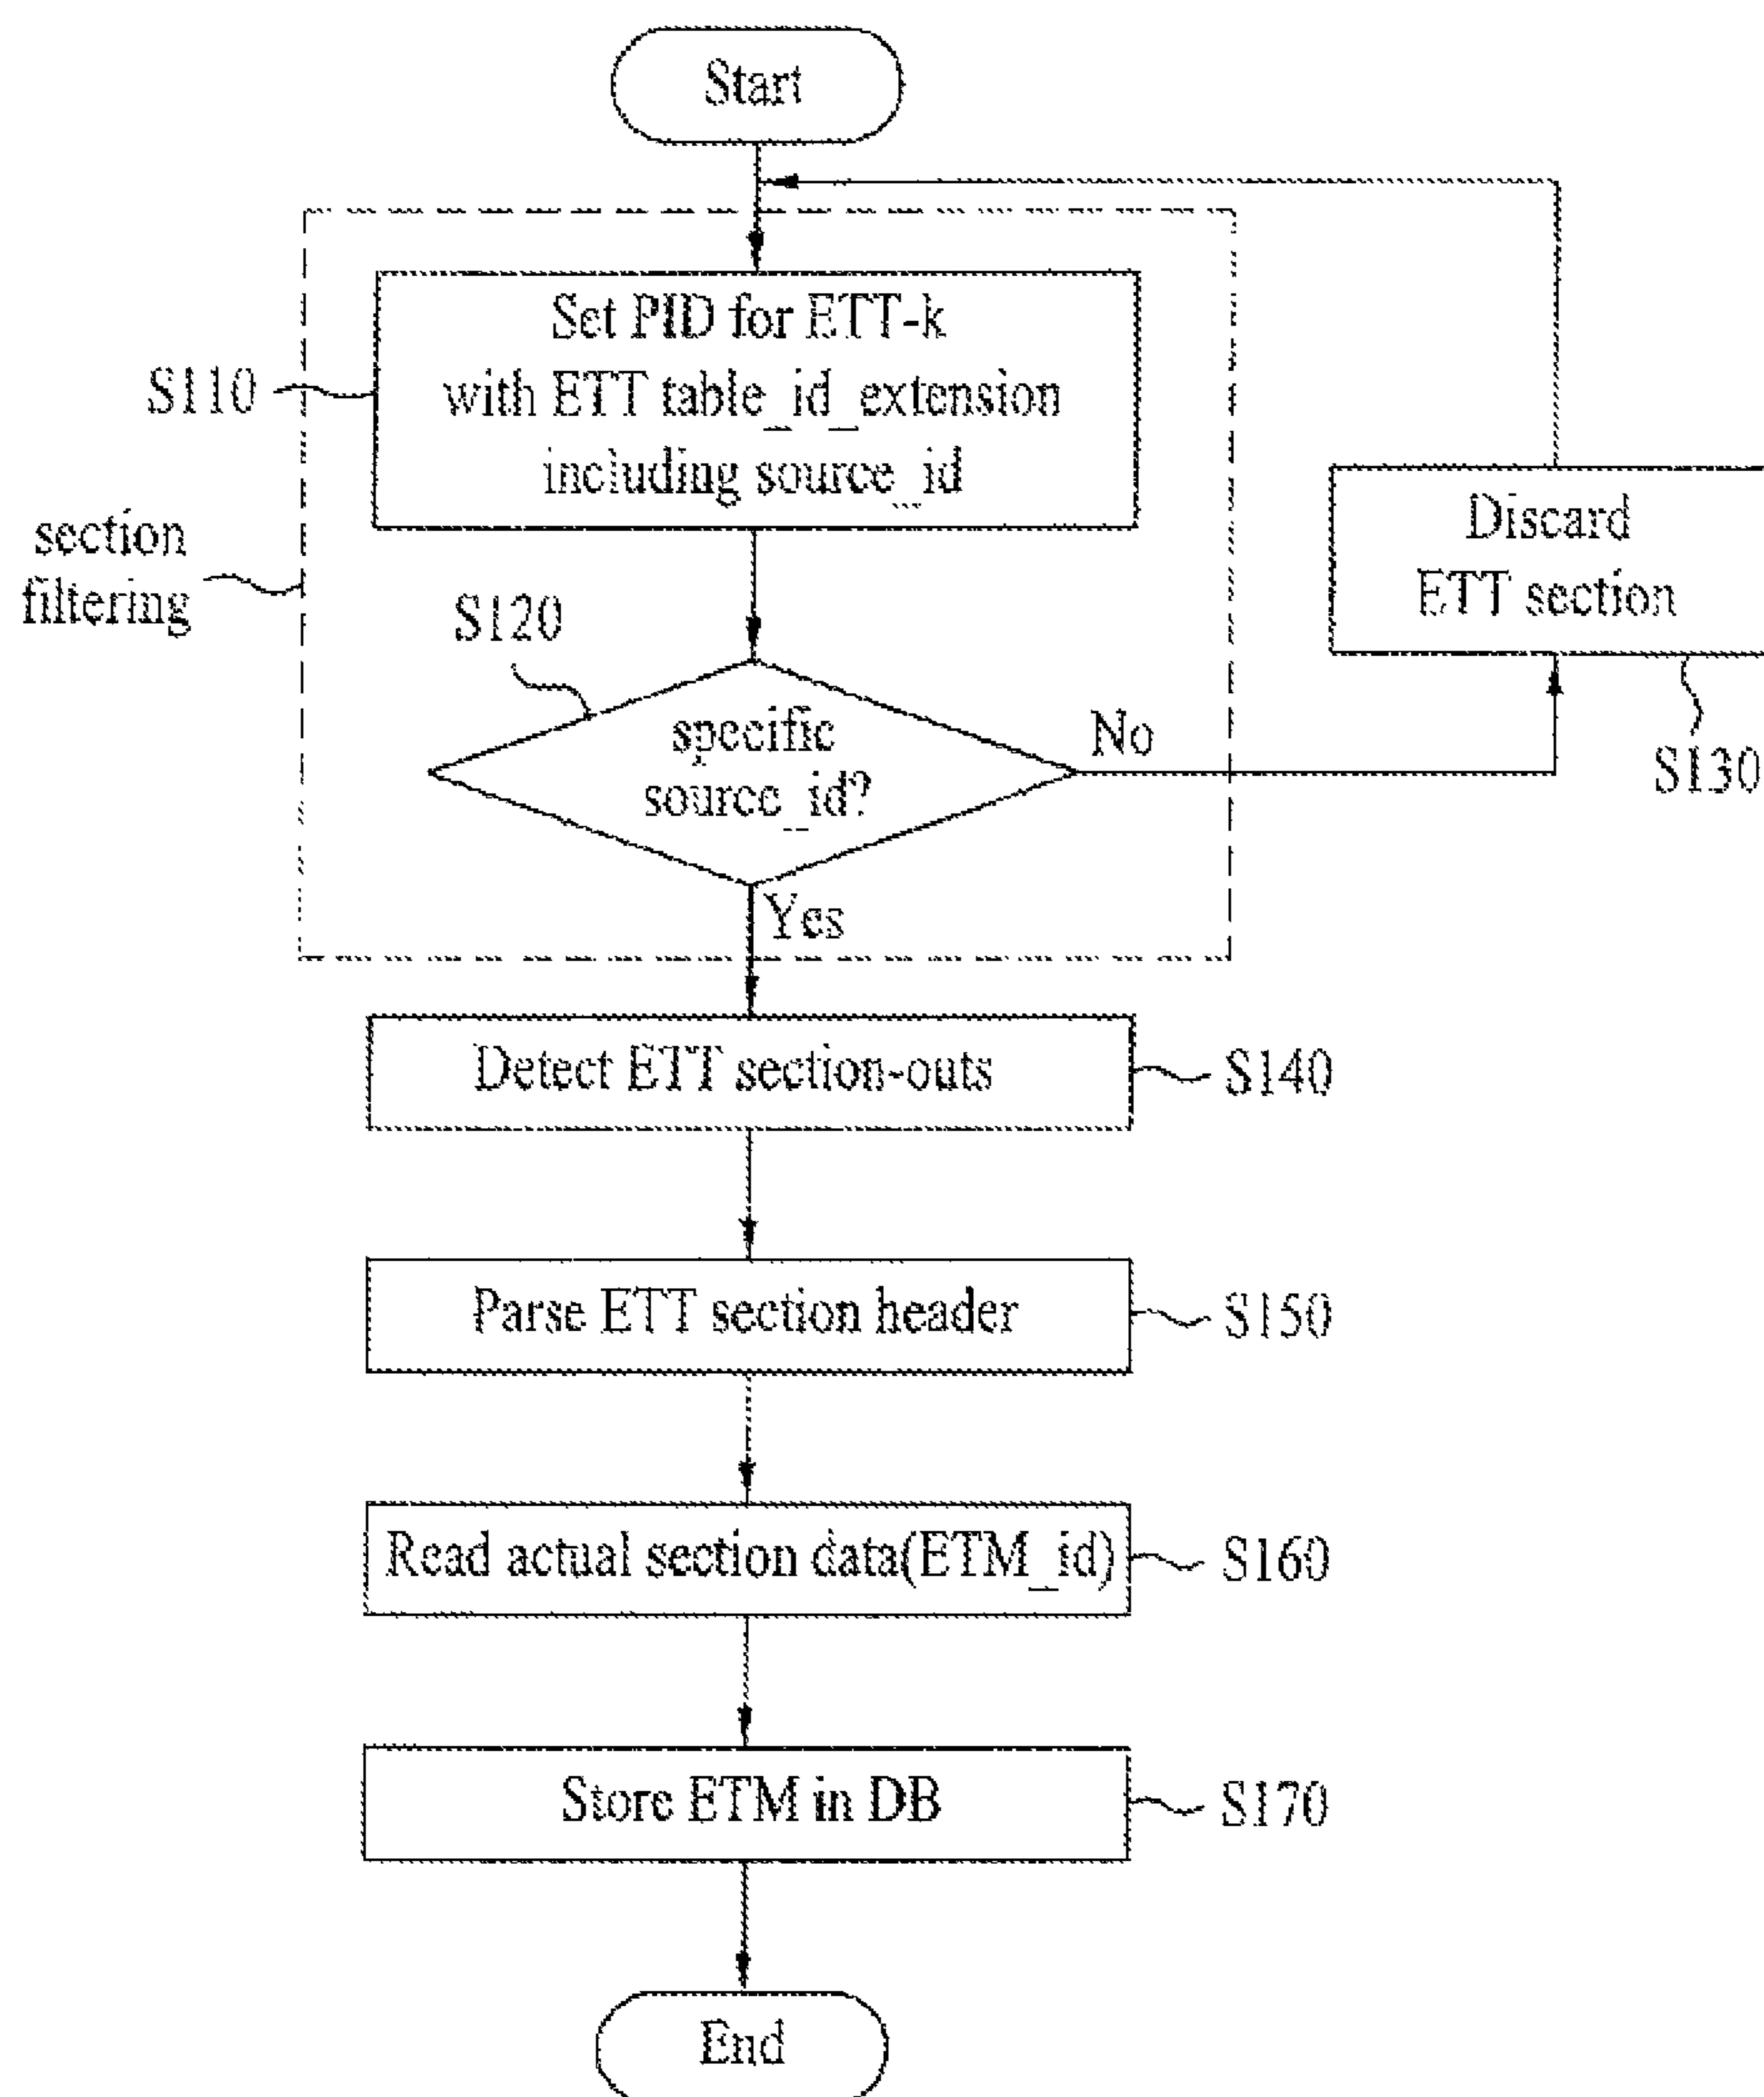 Start
Set PID for ETT-k
with ETT table_id_extension
including source_id
S110
section
filtering
S120
specific
source_id?
No
Yes
Discard
ETT section
S130
Detect ETT section-outs
S140
Parse ETT section header
S150
Read actual section data(ETM_id)
S160
Store ETM in DB
S170
End